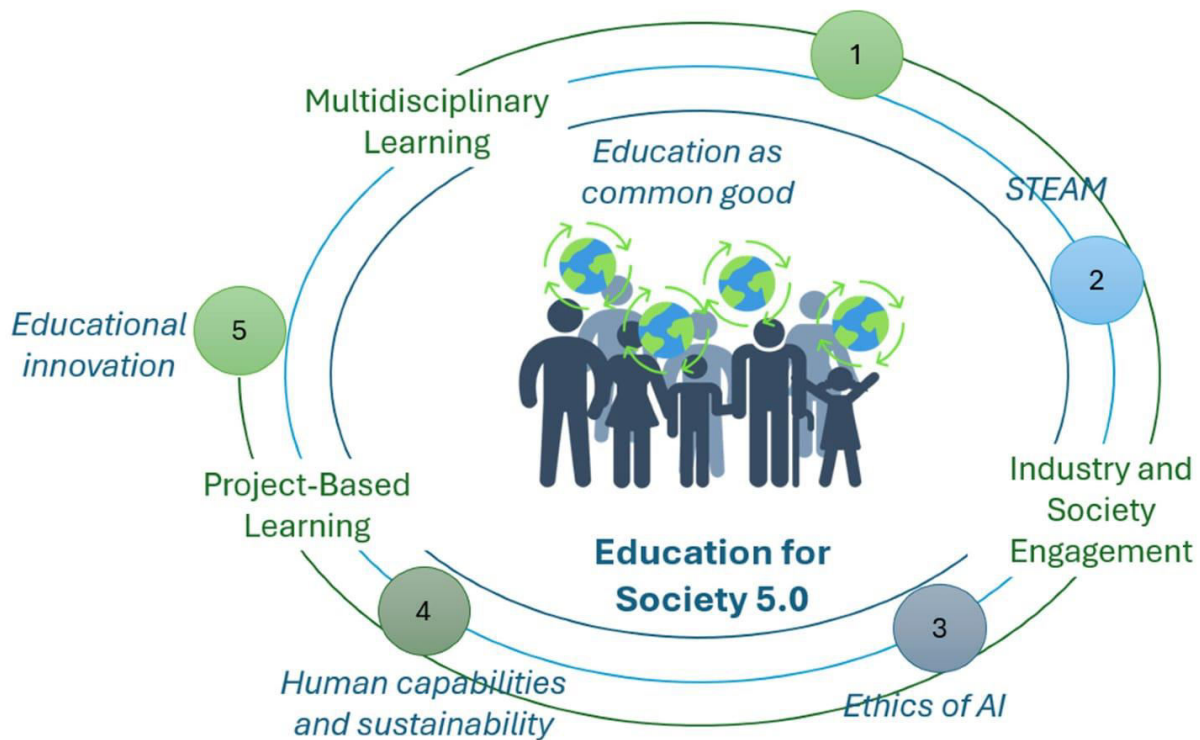 1
Multidisciplinary
Learning
Education as
common good
STEAM
2
5
Educational
innovation
Industry and
Society
Engagement
Project-Based
Learning
Education for
Society 5.0
4
3
Human capabilities
and sustainability
Ethics of AI